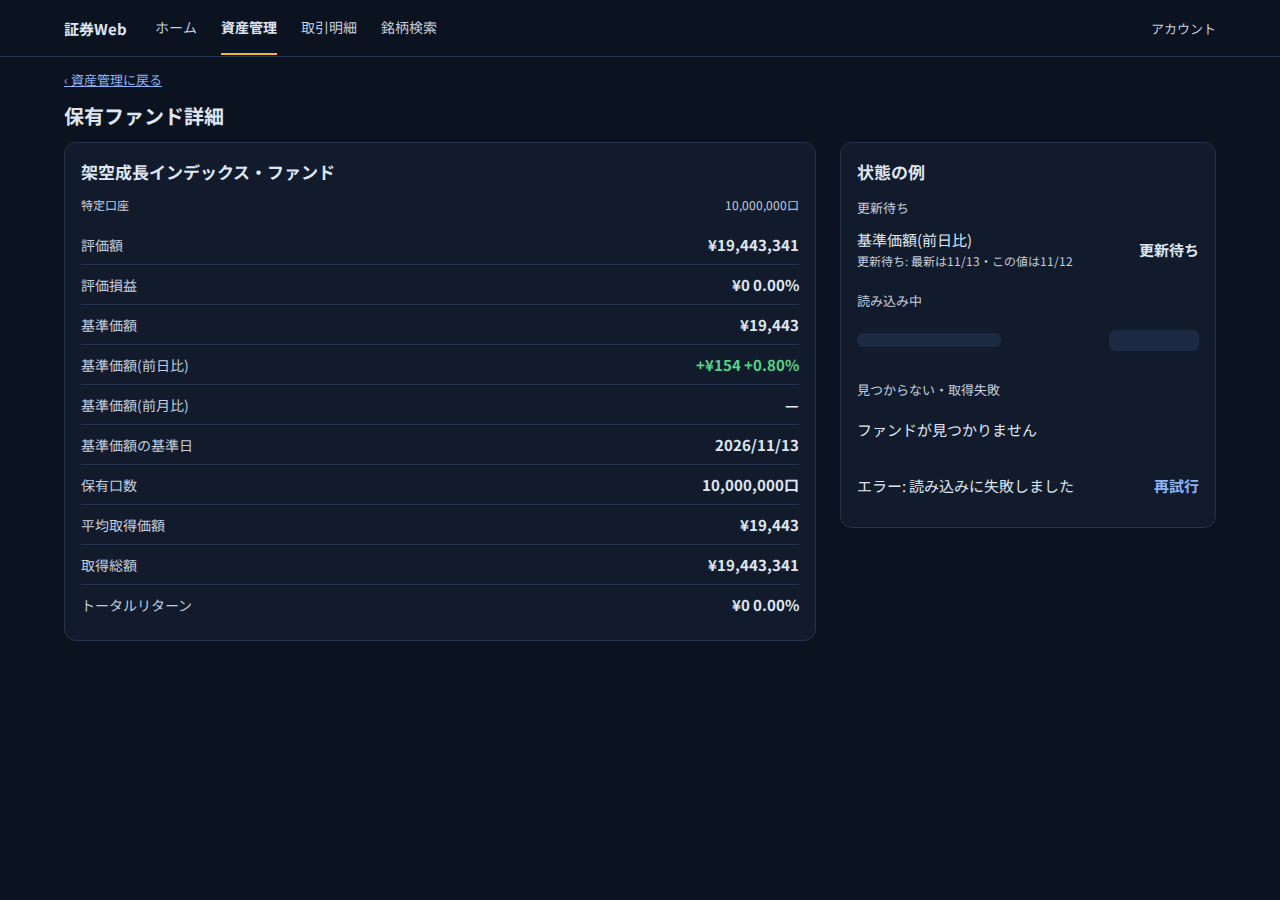 証券Web ホーム 資産管理 取引明細 銘柄検索 アカウント
‹ 資産管理に戻る
保有ファンド詳細
架空成長インデックス・ファンド
特定口座 10,000,000口
評価額 ¥19,443,341
評価損益 ¥0 0.00%
基準価額 ¥19,443
基準価額(前日比) +¥154 +0.80%
基準価額(前月比) —
基準価額の基準日 2026/11/13
保有口数 10,000,000口
平均取得価額 ¥19,443
取得総額 ¥19,443,341
トータルリターン ¥0 0.00%
状態の例
更新待ち
基準価額(前日比) 更新待ち
更新待ち: 最新は11/13・この値は11/12
読み込み中
見つからない・取得失敗
ファンドが見つかりません
エラー: 読み込みに失敗しました 再試行